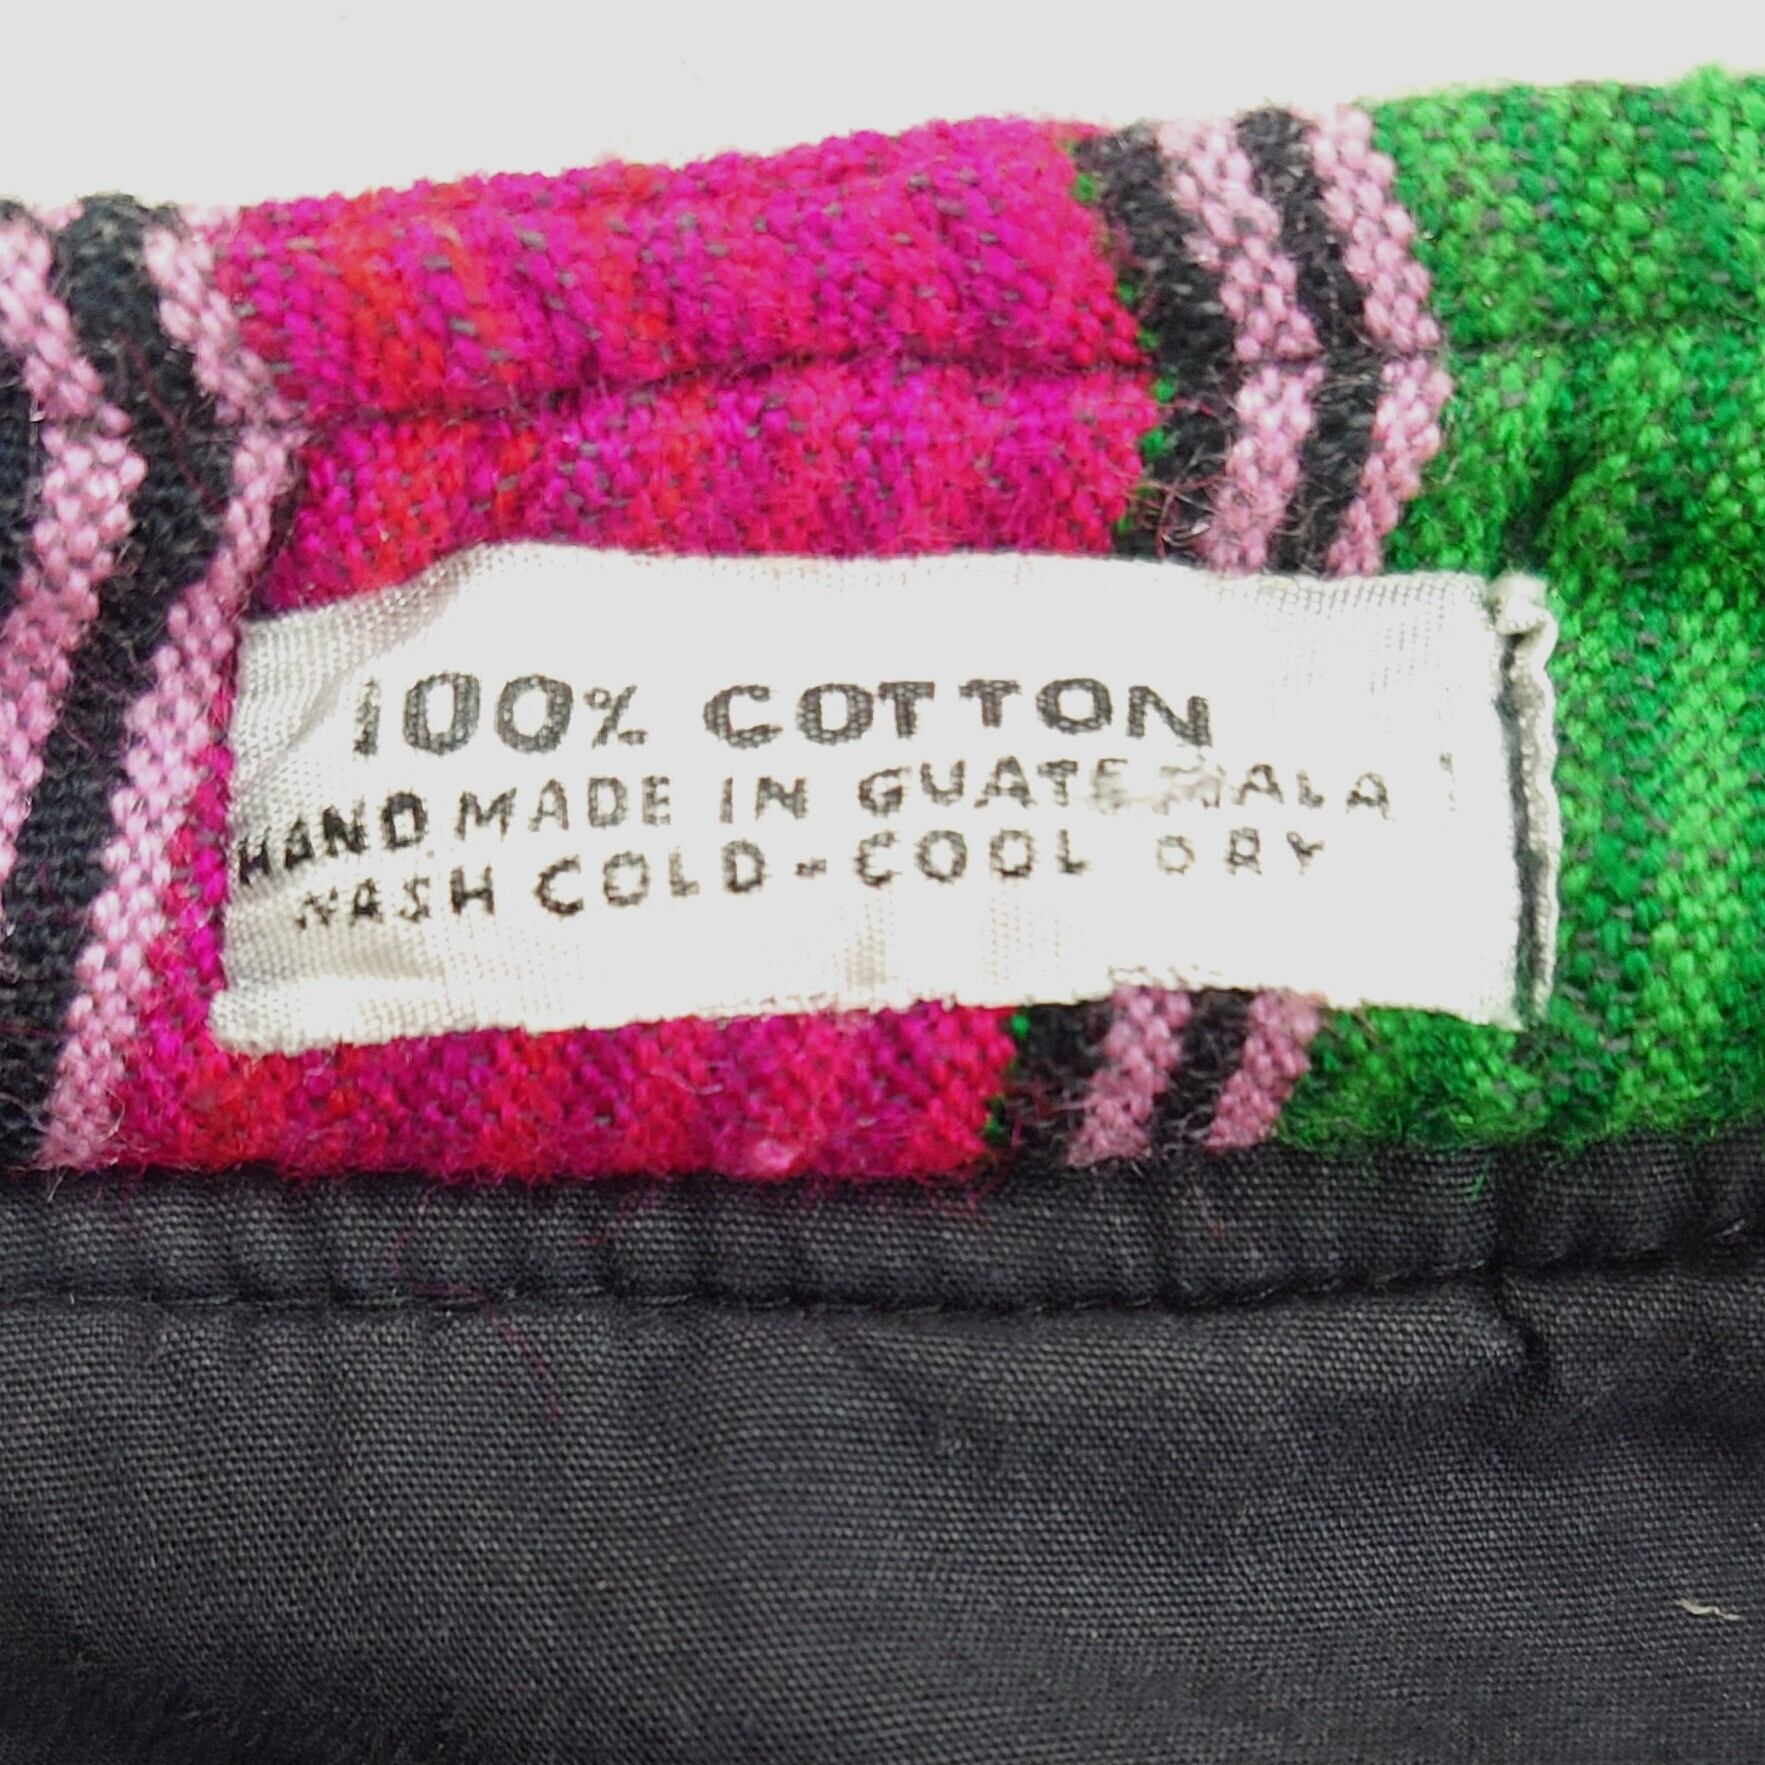 100% COTTON
HAND MADE IN GUATEMALA
WASH COLD-COOL DRY